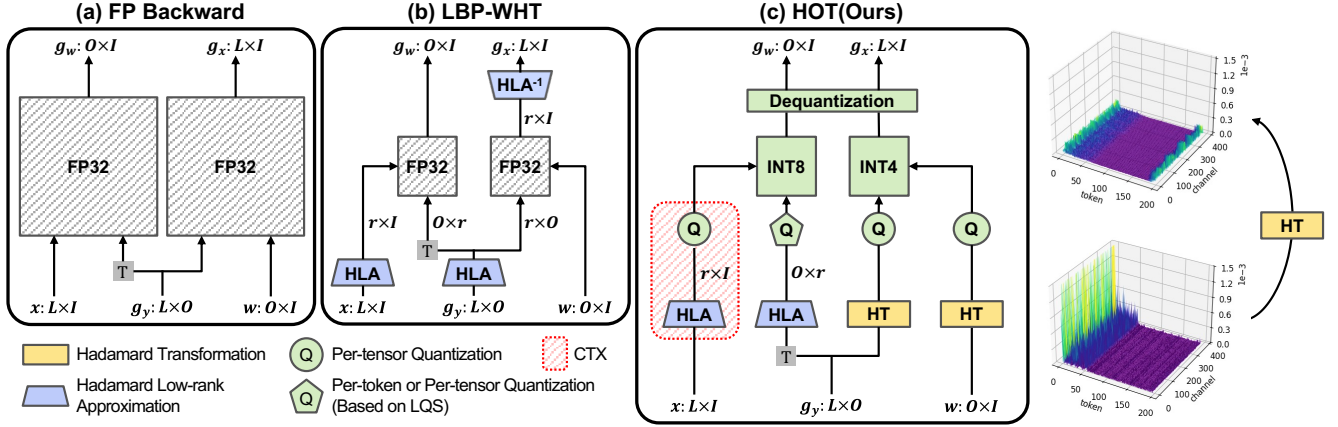 (a) FP Backward
g_w: O×I
g_x: L×I
FP32
FP32
T
x: L×I
g_y: L×O
w: O×I
(b) LBP-WHT
g_w: O×I
g_x: L×I
HLA⁻¹
r×I
FP32
FP32
r×I
O×r
r×O
T
HLA
HLA
x: L×I
g_y: L×O
w: O×I
(c) HOT(Ours)
g_w: O×I
g_x: L×I
Dequantization
INT8
INT4
Q
Q
Q
Q
r×I
O×r
HLA
HLA
HT
HT
T
x: L×I
g_y: L×O
w: O×I
Hadamard Transformation
Hadamard Low-rank
Approximation
Q
Per-tensor Quantization
Q
Per-token or Per-tensor Quantization
(Based on LQS)
CTX
1e−3
1.5
1.2
0.9
0.6
0.3
0.0
400
300
200
100
0
channel
0
50
100
150
200
token
HT
1e−3
1.5
1.2
0.9
0.6
0.3
0.0
400
300
200
100
0
channel
0
50
100
150
200
token